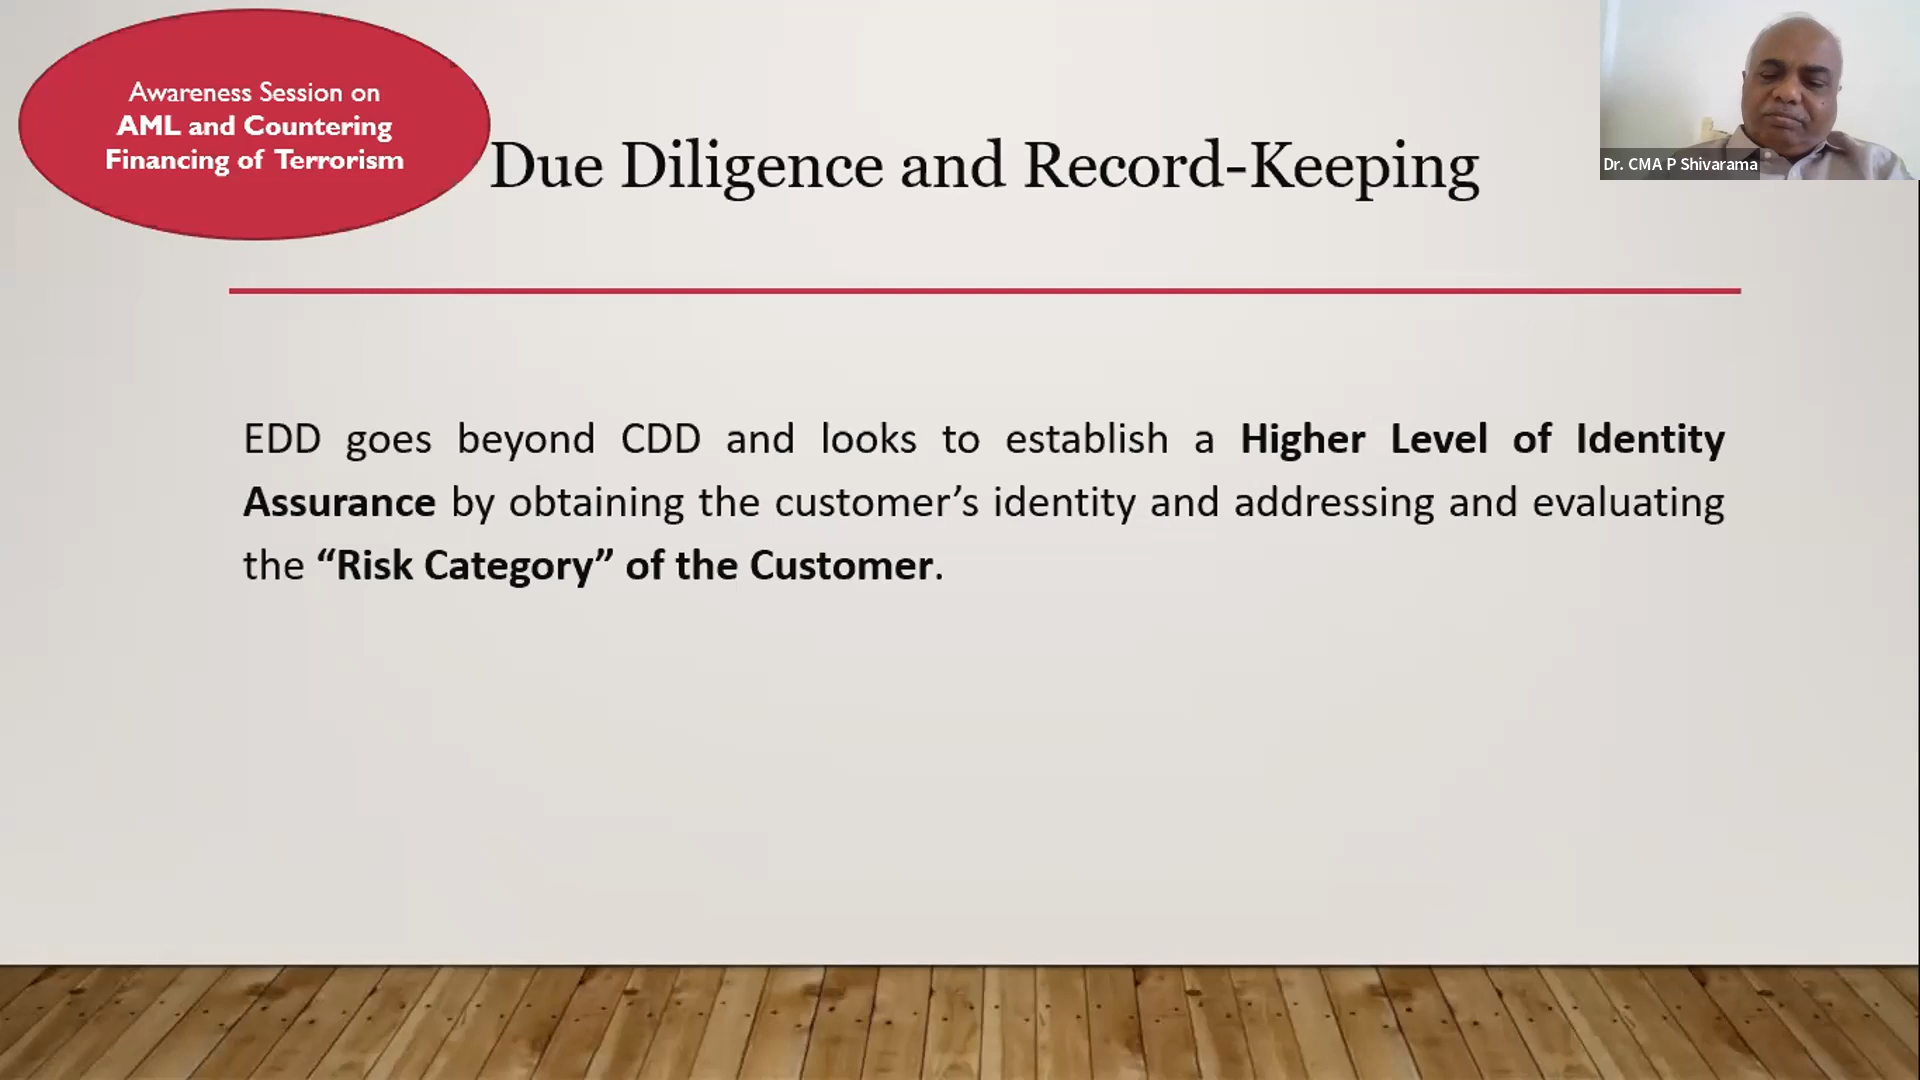 Awareness Session on
AML and Countering
Financing of Terrorism
Due Diligence and Record-Keeping
Dr. CMA P Shivarama
EDD goes beyond CDD and looks to establish a Higher Level of Identity
Assurance by obtaining the customer’s identity and addressing and evaluating
the “Risk Category” of the Customer.